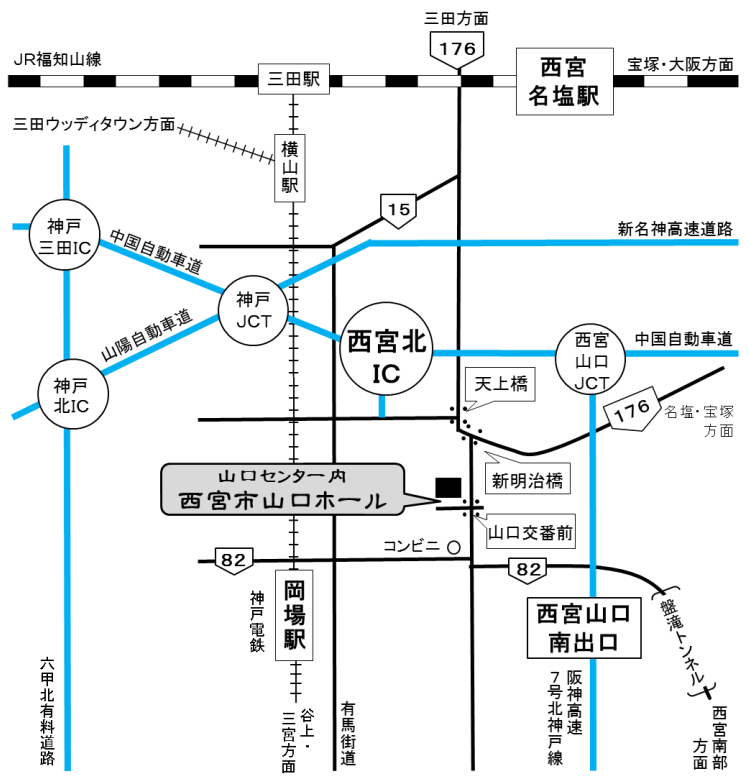 三田方面
176
JR福知山線
三田駅
西宮
名塩駅
宝塚・大阪方面
三田ウッディタウン方面
横山駅
15
神戸
三田IC
中国自動車道
新名神高速道路
神戸
JCT
山陽自動車道
西宮北
IC
西宮
山口
JCT
中国自動車道
神戸
北IC
天上橋
176
名塩・宝塚
方面
山口センター内
西宮市山口ホール
新明治橋
山口交番前
コンビニ
82
82
岡場駅
神戸電鉄
西宮山口
南出口
盤滝トンネル
六甲北有料道路
谷上・
三宮方面
有馬街道
阪神高速
7号北神戸線
西宮南部
方面